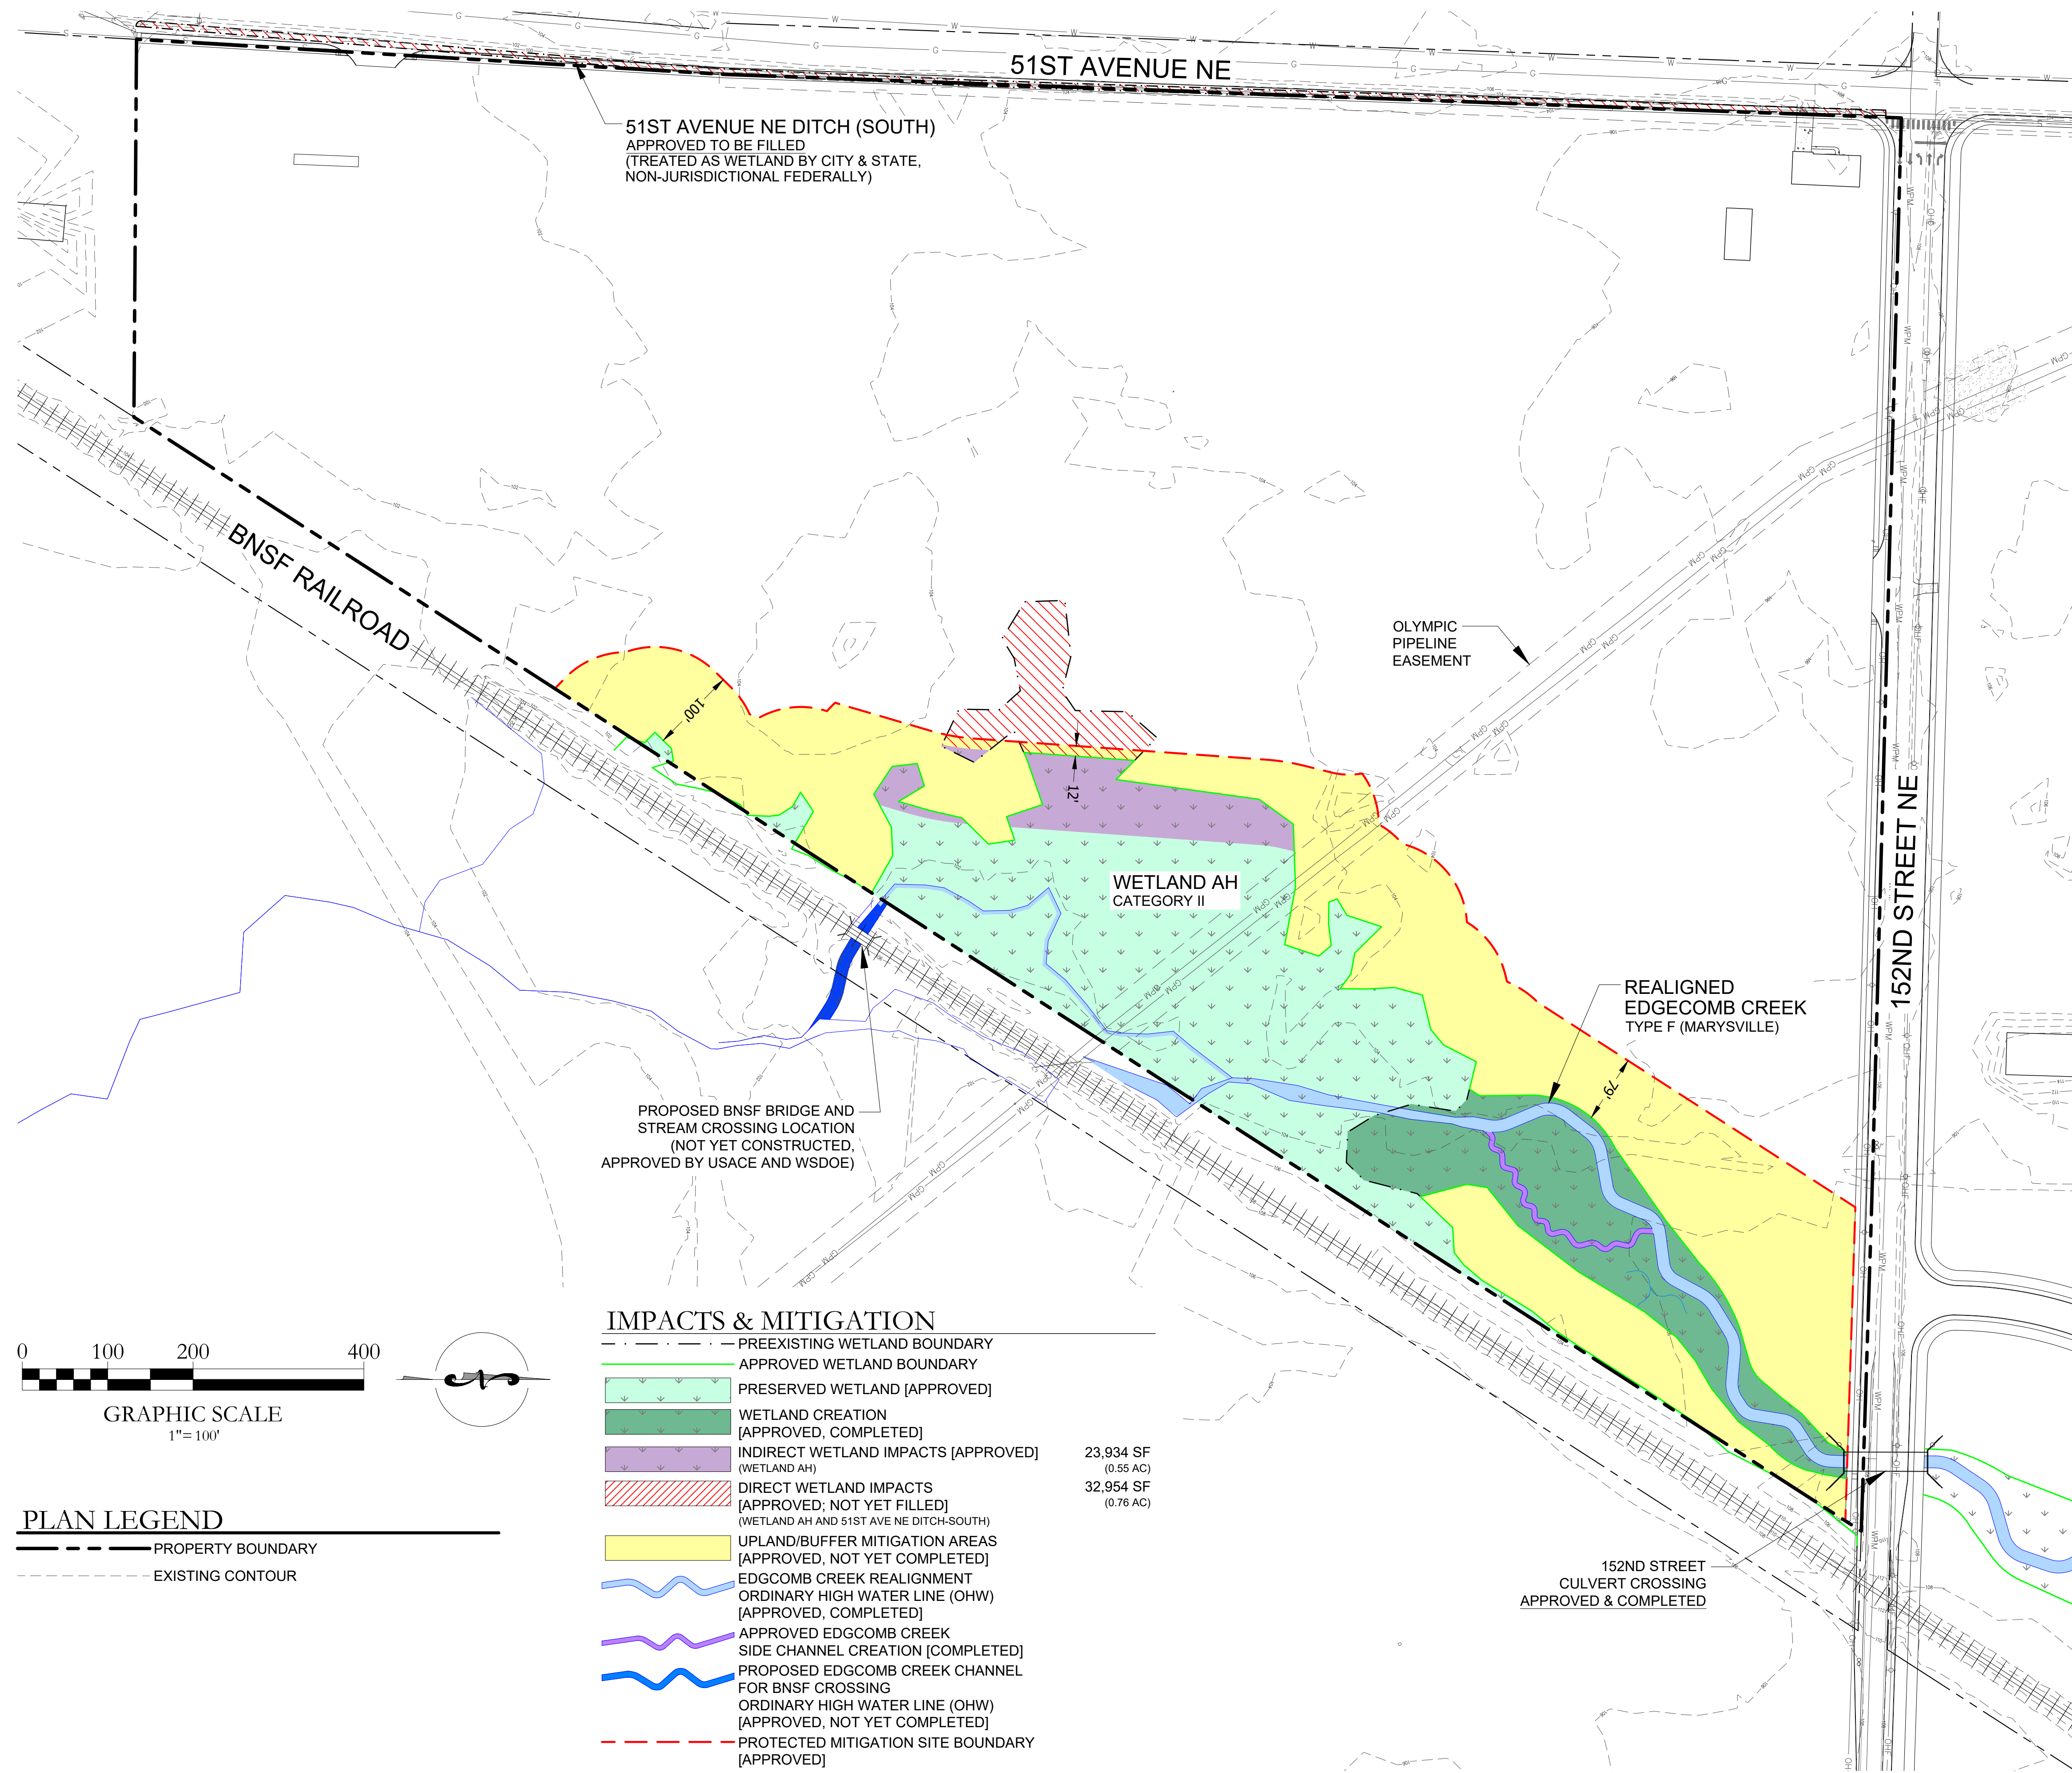 51ST AVENUE NE
51ST AVENUE NE DITCH (SOUTH)
APPROVED TO BE FILLED
(TREATED AS WETLAND BY CITY & STATE,
NON-JURISDICTIONAL FEDERALLY)
BNSF RAILROAD
OLYMPIC
PIPELINE
EASEMENT
100'
12'
WETLAND AH
CATEGORY II
152ND STREET NE
REALIGNED
EDGECOMB CREEK
TYPE F (MARYSVILLE)
79'
PROPOSED BNSF BRIDGE AND
STREAM CROSSING LOCATION
(NOT YET CONSTRUCTED,
APPROVED BY USACE AND WSDOE)
152ND STREET
CULVERT CROSSING
APPROVED & COMPLETED
0 100 200 400
GRAPHIC SCALE
1"= 100'
N
PLAN LEGEND
PROPERTY BOUNDARY
EXISTING CONTOUR
IMPACTS & MITIGATION
PREEXISTING WETLAND BOUNDARY
APPROVED WETLAND BOUNDARY
PRESERVED WETLAND [APPROVED]
WETLAND CREATION
[APPROVED, COMPLETED]
INDIRECT WETLAND IMPACTS [APPROVED] 23,934 SF
(WETLAND AH) (0.55 AC)
DIRECT WETLAND IMPACTS 32,954 SF
[APPROVED; NOT YET FILLED] (0.76 AC)
(WETLAND AH AND 51ST AVE NE DITCH-SOUTH)
UPLAND/BUFFER MITIGATION AREAS
[APPROVED, NOT YET COMPLETED]
EDGCOMB CREEK REALIGNMENT
ORDINARY HIGH WATER LINE (OHW)
[APPROVED, COMPLETED]
APPROVED EDGCOMB CREEK
SIDE CHANNEL CREATION [COMPLETED]
PROPOSED EDGCOMB CREEK CHANNEL
FOR BNSF CROSSING
ORDINARY HIGH WATER LINE (OHW)
[APPROVED, NOT YET COMPLETED]
PROTECTED MITIGATION SITE BOUNDARY
[APPROVED]